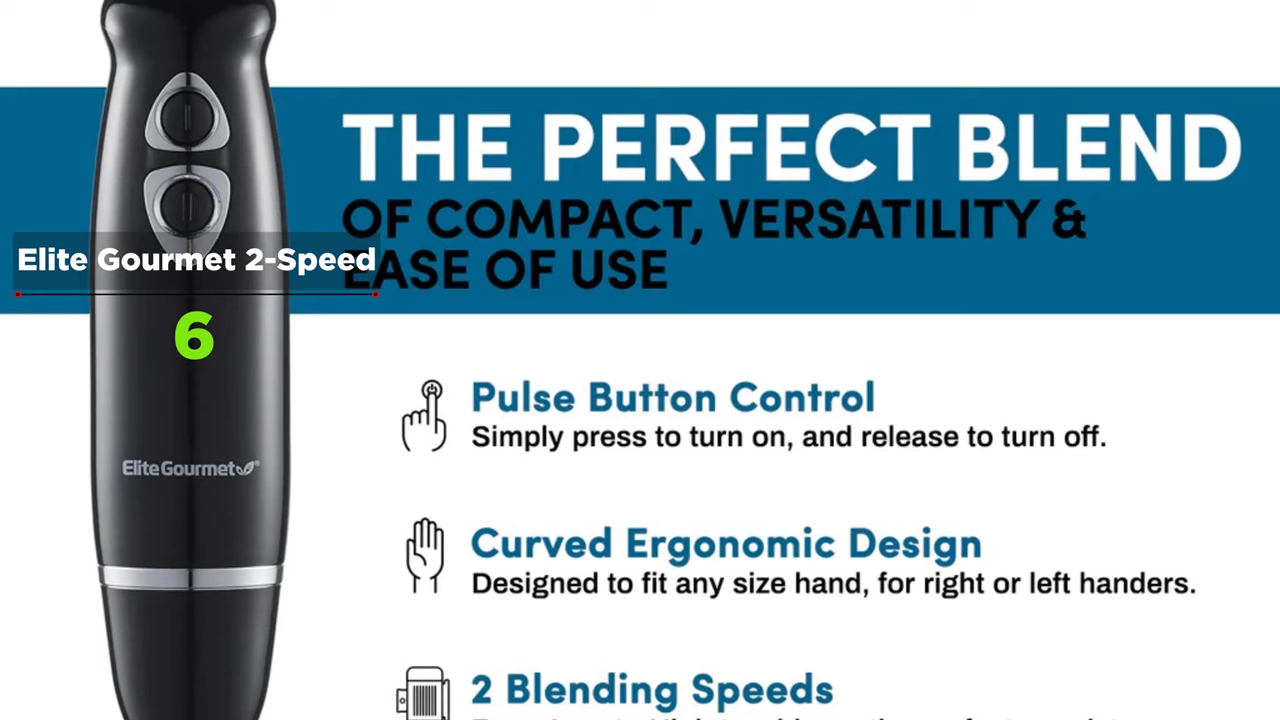 THE PERFECT BLEND
OF COMPACT, VERSATILITY &
EASE OF USE
Elite Gourmet 2-Speed
6
EliteGourmet
Pulse Button Control
Simply press to turn on, and release to turn off.
Curved Ergonomic Design
Designed to fit any size hand, for right or left handers.
2 Blending Speeds